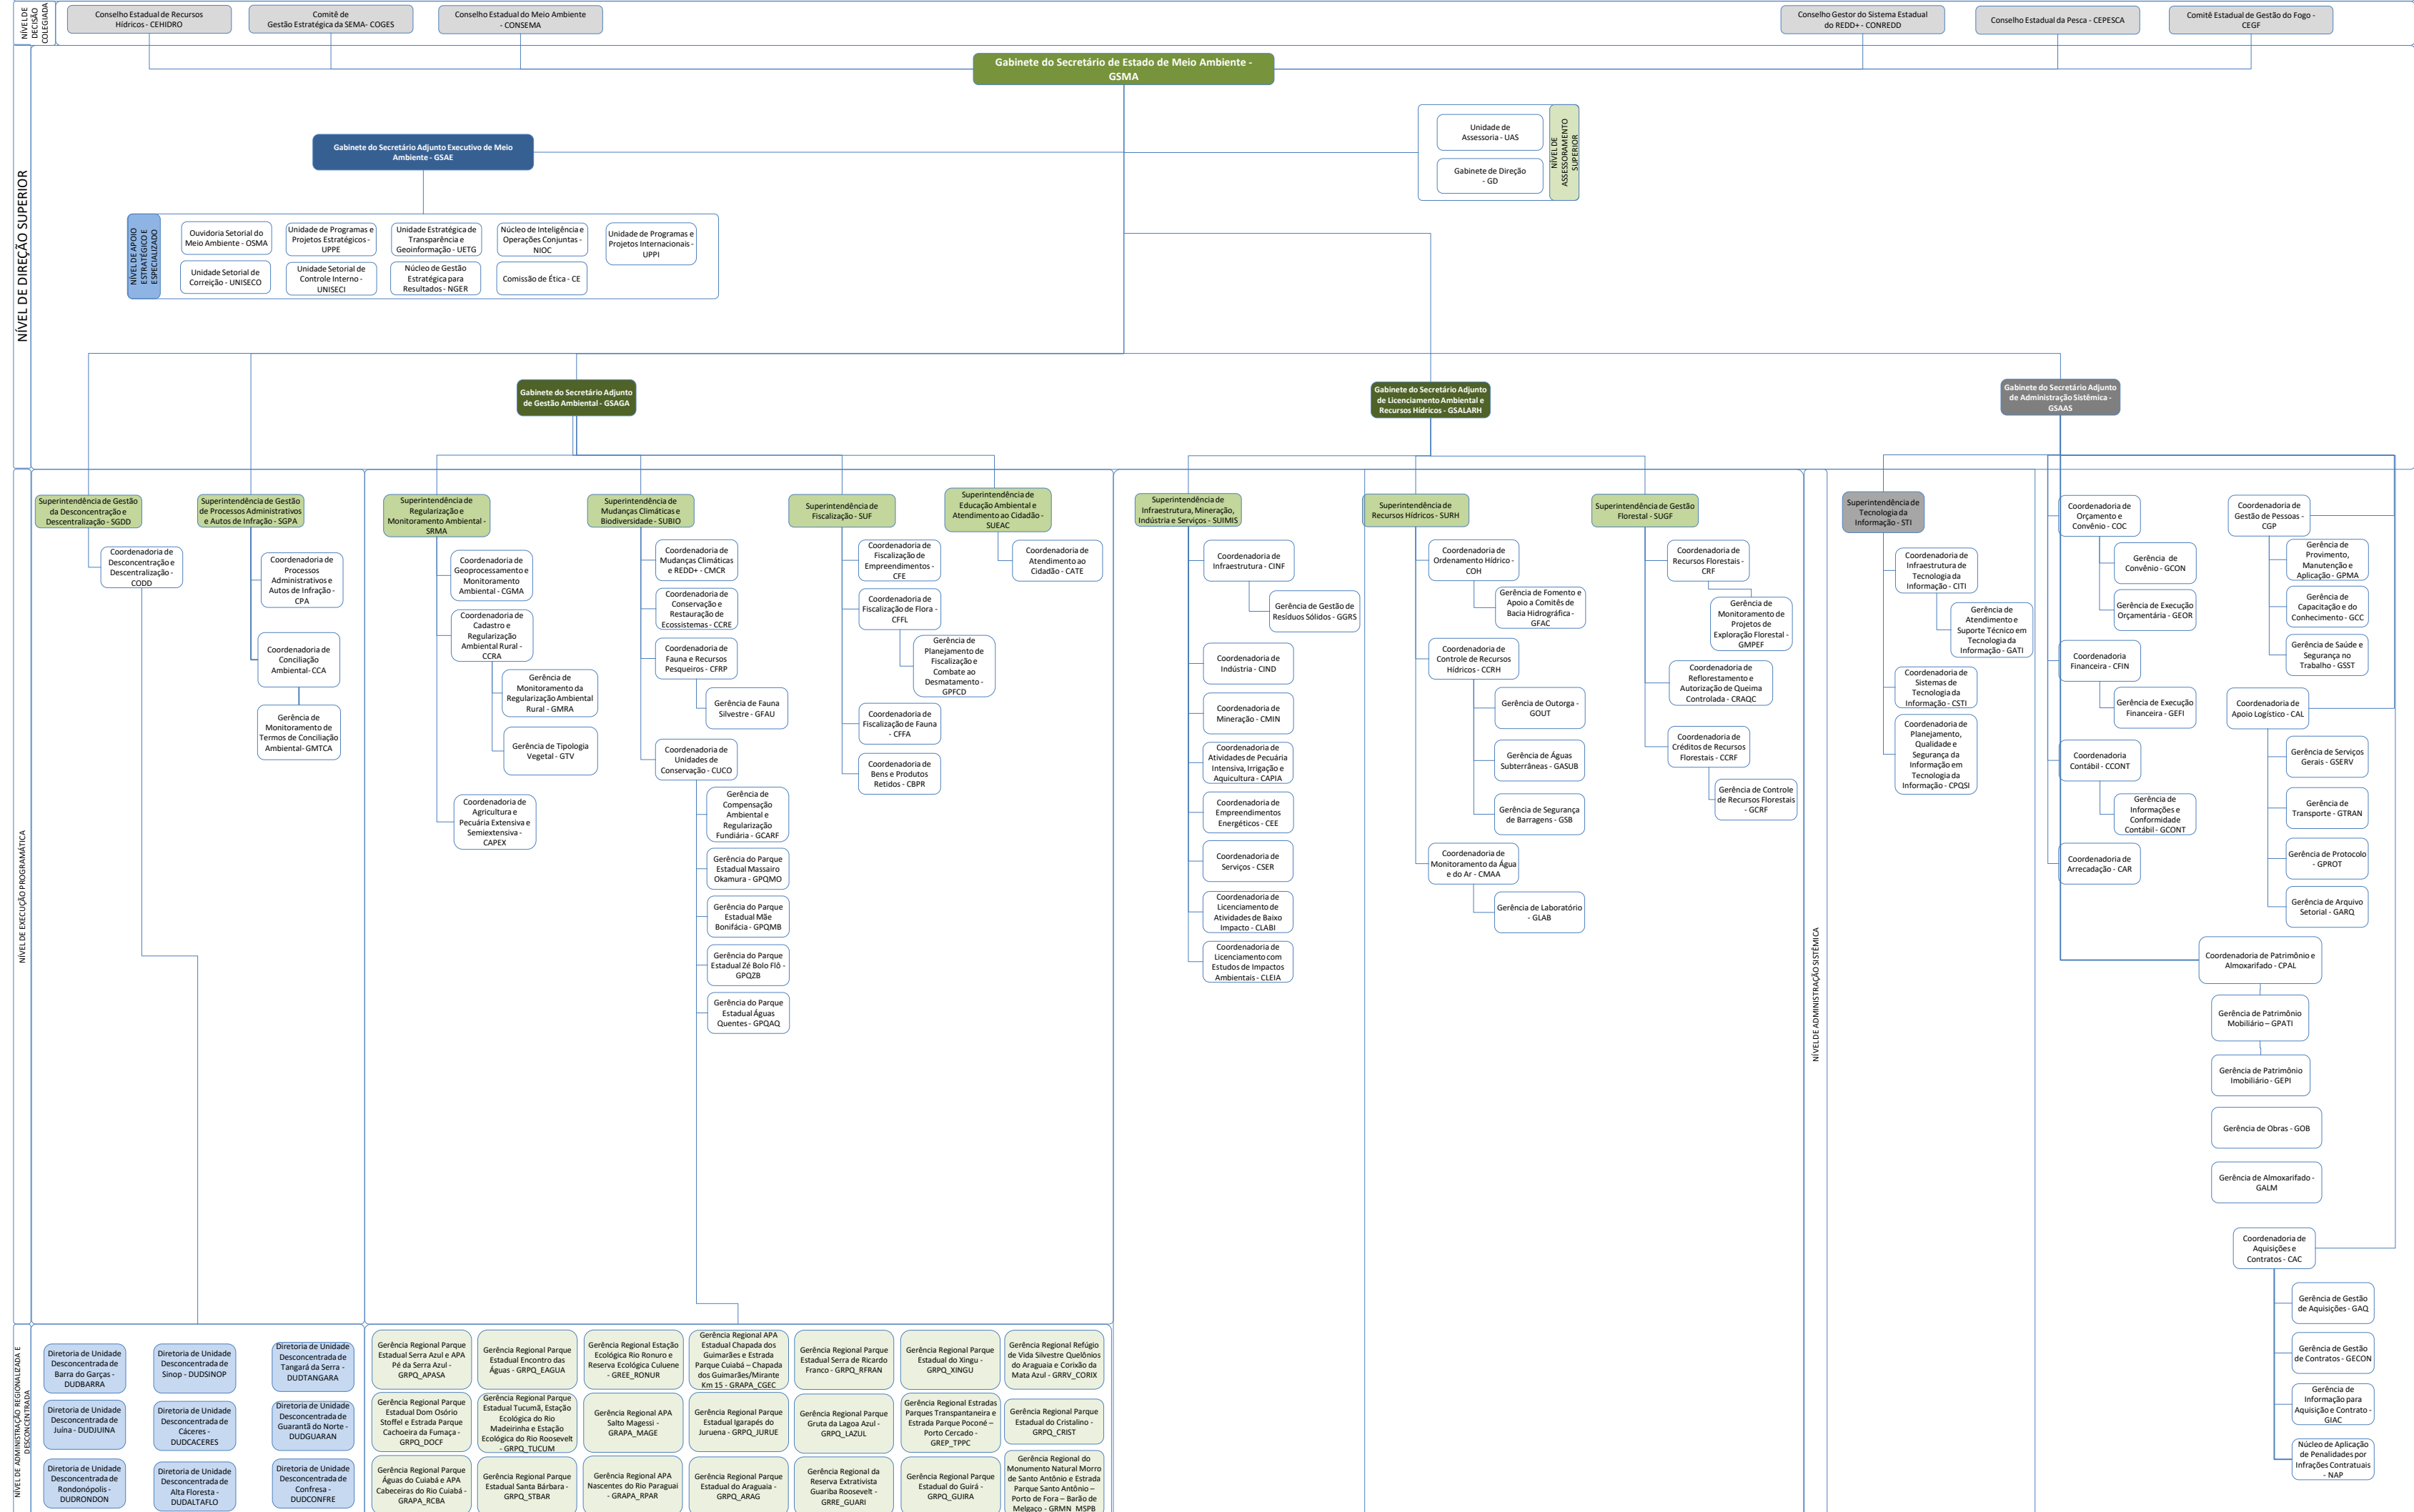 NÍVEL DE
DECISÃO
COLEGIADA
Conselho Estadual de Recursos
Hídricos - CEHIDRO
Comitê de
Gestão Estratégica da SEMA- COGES
Conselho Estadual do Meio Ambiente
- CONSEMA
Conselho Gestor do Sistema Estadual
do REDD+ - CONREDD
Conselho Estadual da Pesca - CEPESCA
Comitê Estadual de Gestão do Fogo -
CEGF
NÍVEL DE DIREÇÃO SUPERIOR
Gabinete do Secretário de Estado de Meio Ambiente -
GSMA
Gabinete do Secretário Adjunto Executivo de Meio
Ambiente - GSAE
Unidade de
Assessoria - UAS
Gabinete de Direção
- GD
NÍVEL DE
ASSESSORAMENTO
SUPERIOR
NÍVEL DE APOIO
ESTRATÉGICO E
ESPECIALIZADO
Ouvidoria Setorial do
Meio Ambiente - OSMA
Unidade de Programas e
Projetos Estratégicos -
UPPE
Unidade Estratégica de
Transparência e
Geoinformação - UETG
Núcleo de Inteligência e
Operações Conjuntas -
NIOC
Unidade de Programas e
Projetos Internacionais -
UPPI
Unidade Setorial de
Correição - UNISECO
Unidade Setorial de
Controle Interno -
UNISECI
Núcleo de Gestão
Estratégica para
Resultados - NGER
Comissão de Ética - CE
Gabinete do Secretário Adjunto
de Gestão Ambiental - GSAGA
Gabinete do Secretário Adjunto
de Licenciamento Ambiental e
Recursos Hídricos - GSALARH
Gabinete do Secretário Adjunto
de Administração Sistêmica -
GSAAS
NÍVEL DE EXECUÇÃO PROGRAMÁTICA
Superintendência de Gestão
da Desconcentração e
Descentralização - SGDD
Coordenadoria de
Desconcentração e
Descentralização -
CODD
Superintendência de Gestão
de Processos Administrativos
e Autos de Infração - SGPA
Coordenadoria de
Processos
Administrativos e
Autos de Infração -
CPA
Coordenadoria de
Conciliação
Ambiental- CCA
Gerência de
Monitoramento de
Termos de Conciliação
Ambiental- GMTCA
Superintendência de
Regularização e
Monitoramento Ambiental -
SRMA
Coordenadoria de
Geoprocessamento e
Monitoramento
Ambiental - CGMA
Coordenadoria de
Cadastro e
Regularização
Ambiental Rural -
CCRA
Gerência de
Monitoramento da
Regularização Ambiental
Rural - GMRA
Gerência de Tipologia
Vegetal - GTV
Coordenadoria de
Agricultura e
Pecuária Extensiva e
Semiextensiva -
CAPEX
Superintendência de
Mudanças Climáticas e
Biodiversidade - SUBIO
Coordenadoria de
Mudanças Climáticas
e REDD+ - CMCR
Coordenadoria de
Conservação e
Restauração de
Ecossistemas - CCRE
Coordenadoria de
Fauna e Recursos
Pesqueiros - CFRP
Gerência de Fauna
Silvestre - GFAU
Coordenadoria de
Unidades de
Conservação - CUCO
Gerência de
Compensação
Ambiental e
Regularização
Fundiária - GCARF
Gerência do Parque
Estadual Massairo
Okamura - GPQMO
Gerência do Parque
Estadual Mãe
Bonifácia - GPQMB
Gerência do Parque
Estadual Zé Bolo Flô -
GPQZB
Gerência do Parque
Estadual Águas
Quentes - GPQAQ
Superintendência de
Fiscalização - SUF
Coordenadoria de
Fiscalização de
Empreendimentos -
CFE
Coordenadoria de
Fiscalização de Flora -
CFFL
Gerência de
Planejamento de
Fiscalização e
Combate ao
Desmatamento -
GPFCD
Coordenadoria de
Fiscalização de Fauna
- CFFA
Coordenadoria de
Bens e Produtos
Retidos - CBPR
Superintendência de
Educação Ambiental e
Atendimento ao Cidadão -
SUEAC
Coordenadoria de
Atendimento ao
Cidadão - CATE
Superintendência de
Infraestrutura, Mineração,
Indústria e Serviços - SUIMIS
Coordenadoria de
Infraestrutura - CINF
Gerência de Gestão de
Resíduos Sólidos - GGRS
Coordenadoria de
Indústria - CIND
Coordenadoria de
Mineração - CMIN
Coordenadoria de
Atividades de Pecuária
Intensiva, Irrigação e
Aquicultura - CAPIA
Coordenadoria de
Empreendimentos
Energéticos - CEE
Coordenadoria de
Serviços - CSER
Coordenadoria de
Licenciamento de
Atividades de Baixo
Impacto - CLABI
Coordenadoria de
Licenciamento com
Estudos de Impactos
Ambientais - CLEIA
Superintendência de
Recursos Hídricos - SURH
Coordenadoria de
Ordenamento Hídrico -
COH
Gerência de Fomento e
Apoio a Comitês de
Bacia Hidrográfica -
GFAC
Coordenadoria de
Controle de Recursos
Hídricos - CCRH
Gerência de Outorga -
GOUT
Gerência de Águas
Subterrâneas - GASUB
Gerência de Segurança
de Barragens - GSB
Coordenadoria de
Monitoramento da Água
e do Ar - CMAA
Gerência de Laboratório
- GLAB
Superintendência de Gestão
Florestal - SUGF
Coordenadoria de
Recursos Florestais -
CRF
Gerência de
Monitoramento de
Projetos de
Exploração Florestal -
GMPEF
Coordenadoria de
Reflorestamento e
Autorização de Queima
Controlada - CRAQC
Coordenadoria de
Créditos de Recursos
Florestais - CCRF
Gerência de Controle
de Recursos Florestais
- GCRF
NÍVEL DE ADMINISTRAÇÃO SISTÊMICA
Superintendência de
Tecnologia da
Informação - STI
Coordenadoria de
Infraestrutura de
Tecnologia da
Informação - CITI
Gerência de
Atendimento e
Suporte Técnico em
Tecnologia da
Informação - GATI
Coordenadoria de
Sistemas de
Tecnologia da
Informação - CSTI
Coordenadoria de
Planejamento,
Qualidade e
Segurança da
Informação em
Tecnologia da
Informação - CPQSI
Coordenadoria de
Orçamento e
Convênio - COC
Gerência de
Convênio - GCON
Gerência de Execução
Orçamentária - GEOR
Coordenadoria
Financeira - CFIN
Gerência de Execução
Financeira - GEFI
Coordenadoria
Contábil - CCONT
Gerência de
Informações e
Conformidade
Contábil - GCONT
Coordenadoria de
Arrecadação - CAR
Coordenadoria de
Gestão de Pessoas -
CGP
Gerência de
Provimento,
Manutenção e
Aplicação - GPMA
Gerência de
Capacitação e do
Conhecimento - GCC
Gerência de Saúde e
Segurança no
Trabalho - GSST
Coordenadoria de
Apoio Logístico - CAL
Gerência de Serviços
Gerais - GSERV
Gerência de
Transporte - GTRAN
Gerência de Protocolo
- GPROT
Gerência de Arquivo
Setorial - GARQ
Coordenadoria de Patrimônio e
Almoxarifado - CPAL
Gerência de Patrimônio
Mobiliário – GPATI
Gerência de Patrimônio
Imobiliário - GEPI
Gerência de Obras - GOB
Gerência de Almoxarifado -
GALM
Coordenadoria de
Aquisições e
Contratos - CAC
Gerência de Gestão
de Aquisições - GAQ
Gerência de Gestão
de Contratos - GECON
Gerência de
Informação para
Aquisição e Contrato -
GIAC
Núcleo de Aplicação
de Penalidades por
Infrações Contratuais
- NAP
NÍVEL DE ADMINISTRAÇÃO REGIONALIZADA E
DESCONCENTRADA
Diretoria de Unidade
Desconcentrada de
Barra do Garças -
DUDBARRA
Diretoria de Unidade
Desconcentrada de
Sinop - DUDSINOP
Diretoria de Unidade
Desconcentrada de
Tangará da Serra -
DUDTANGARA
Diretoria de Unidade
Desconcentrada de
Juína - DUDJUINA
Diretoria de Unidade
Desconcentrada de
Cáceres -
DUDCACERES
Diretoria de Unidade
Desconcentrada de
Guarantã do Norte -
DUDGUARAN
Diretoria de Unidade
Desconcentrada de
Rondonópolis -
DUDRONDON
Diretoria de Unidade
Desconcentrada de
Alta Floresta -
DUDALTAFLO
Diretoria de Unidade
Desconcentrada de
Confresa -
DUDCONFRE
Gerência Regional Parque
Estadual Serra Azul e APA
Pé da Serra Azul -
GRPQ_APASA
Gerência Regional Parque
Estadual Encontro das
Águas - GRPQ_EAGUA
Gerência Regional Estação
Ecológica Rio Ronuro e
Reserva Ecológica Culuene
- GREE_RONUR
Gerência Regional APA
Estadual Chapada dos
Guimarães e Estrada
Parque Cuiabá – Chapada
dos Guimarães/Mirante
Km 15 - GRAPA_CGEC
Gerência Regional Parque
Estadual Serra de Ricardo
Franco - GRPQ_RFRAN
Gerência Regional Parque
Estadual do Xingu -
GRPQ_XINGU
Gerência Regional Refúgio
de Vida Silvestre Quelônios
do Araguaia e Corixão da
Mata Azul - GRRV_CORIX
Gerência Regional Parque
Estadual Dom Osório
Stoffel e Estrada Parque
Cachoeira da Fumaça -
GRPQ_DOCF
Gerência Regional Parque
Estadual Tucumã, Estação
Ecológica do Rio
Madeirinha e Estação
Ecológica do Rio Roosevelt
- GRPQ_TUCUM
Gerência Regional APA
Salto Magessi -
GRAPA_MAGE
Gerência Regional Parque
Estadual Igarapés do
Juruena - GRPQ_JURUE
Gerência Regional Parque
Gruta da Lagoa Azul -
GRPQ_LAZUL
Gerência Regional Estradas
Parques Transpantaneira e
Estrada Parque Poconé –
Porto Cercado -
GREP_TPPC
Gerência Regional Parque
Estadual do Cristalino -
GRPQ_CRIST
Gerência Regional Parque
Águas do Cuiabá e APA
Cabeceiras do Rio Cuiabá -
GRAPA_RCBA
Gerência Regional Parque
Estadual Santa Bárbara -
GRPQ_STBAR
Gerência Regional APA
Nascentes do Rio Paraguai
- GRAPA_RPAR
Gerência Regional Parque
Estadual do Araguaia -
GRPQ_ARAG
Gerência Regional da
Reserva Extrativista
Guariba Roosevelt -
GRRE_GUARI
Gerência Regional Parque
Estadual do Guirá -
GRPQ_GUIRA
Gerência Regional do
Monumento Natural Morro
de Santo Antônio e Estrada
Parque Santo Antônio –
Porto de Fora – Barão de
Melgaço - GRMN_MSPB